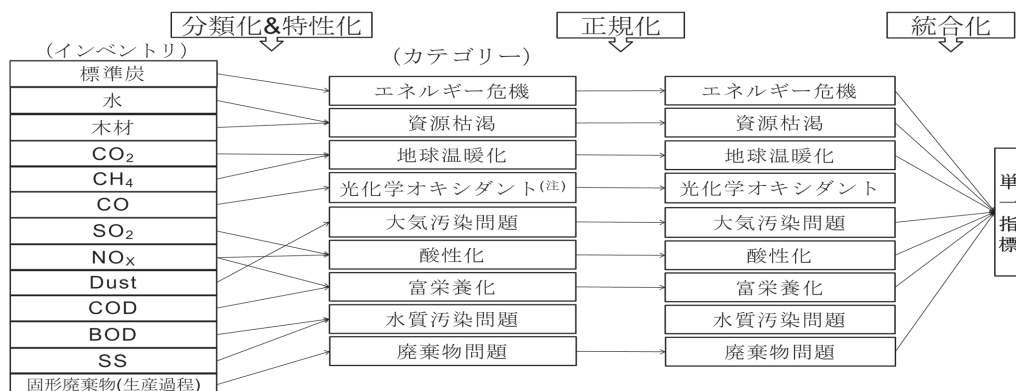 分類化&特性化
正規化
統合化
(インベントリ)
標準炭
水
木材
CO₂
CH₄
CO
SO₂
NOx
Dust
COD
BOD
SS
固形廃棄物(生産過程)
(カテゴリー)
エネルギー危機
資源枯渇
地球温暖化
光化学オキシダント(注)
大気汚染問題
酸性化
富栄養化
水質汚染問題
廃棄物問題
エネルギー危機
資源枯渇
地球温暖化
光化学オキシダント
大気汚染問題
酸性化
富栄養化
水質汚染問題
廃棄物問題
単一指標